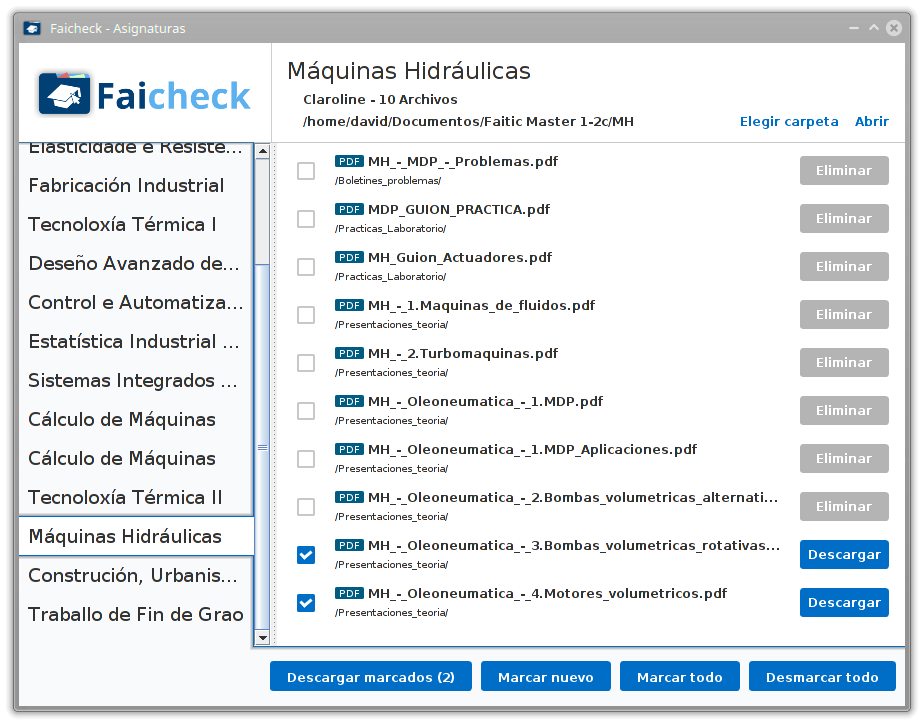 Faicheck - Asignaturas
Faicheck
Máquinas Hidráulicas
Claroline - 10 Archivos
/home/david/Documentos/Faitic Master 1-2c/MH
Elegir carpeta
Abrir
Elasticidade e Resiste...
Fabricación Industrial
Tecnoloxía Térmica I
Deseño Avanzado de...
Control e Automatiza...
Estatística Industrial ...
Sistemas Integrados ...
Cálculo de Máquinas
Cálculo de Máquinas
Tecnoloxía Térmica II
Máquinas Hidráulicas
Construción, Urbanis...
Traballo de Fin de Grao
PDF MH_-_MDP_-_Problemas.pdf
/Boletines_problemas/
Eliminar
PDF MDP_GUION_PRACTICA.pdf
/Practicas_Laboratorio/
Eliminar
PDF MH_Guion_Actuadores.pdf
/Practicas_Laboratorio/
Eliminar
PDF MH_-_1.Maquinas_de_fluidos.pdf
/Presentaciones_teoria/
Eliminar
PDF MH_-_2.Turbomaquinas.pdf
/Presentaciones_teoria/
Eliminar
PDF MH_-_Oleoneumatica_-_1.MDP.pdf
/Presentaciones_teoria/
Eliminar
PDF MH_-_Oleoneumatica_-_1.MDP_Aplicaciones.pdf
/Presentaciones_teoria/
Eliminar
PDF MH_-_Oleoneumatica_-_2.Bombas_volumetricas_alternati...
/Presentaciones_teoria/
Eliminar
PDF MH_-_Oleoneumatica_-_3.Bombas_volumetricas_rotativas...
/Presentaciones_teoria/
Descargar
PDF MH_-_Oleoneumatica_-_4.Motores_volumetricos.pdf
/Presentaciones_teoria/
Descargar
Descargar marcados (2)
Marcar nuevo
Marcar todo
Desmarcar todo